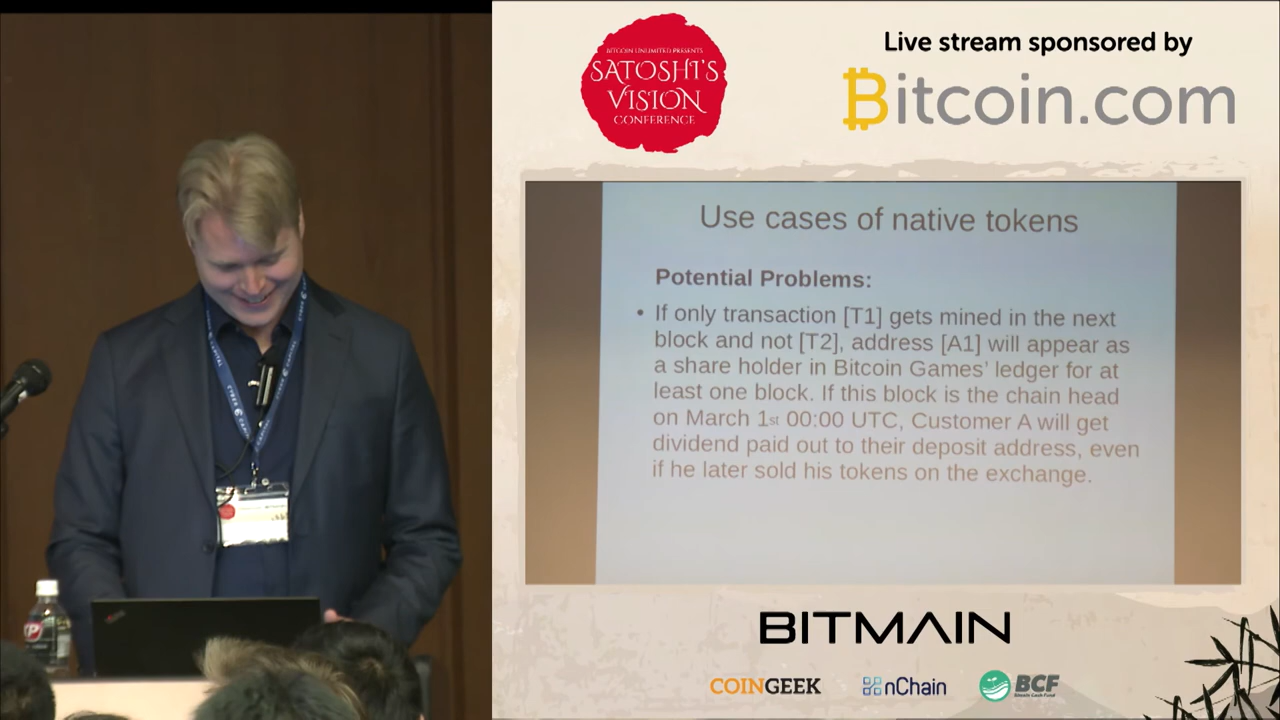 BITCOIN UNLIMITED PRESENTS
SATOSHI'S
VISION
CONFERENCE
Live stream sponsored by
Bitcoin.com
Use cases of native tokens
Potential Problems:
• If only transaction [T1] gets mined in the next
block and not [T2], address [A1] will appear as
a share holder in Bitcoin Games' ledger for at
least one block. If this block is the chain head
on March 1st 00:00 UTC, Customer A will get
dividend paid out to their deposit address, even
if he later sold his tokens on the exchange.
BITMAIN
COINGEEK
nChain
BCF
Bitcoin Cash Fund
CYBER